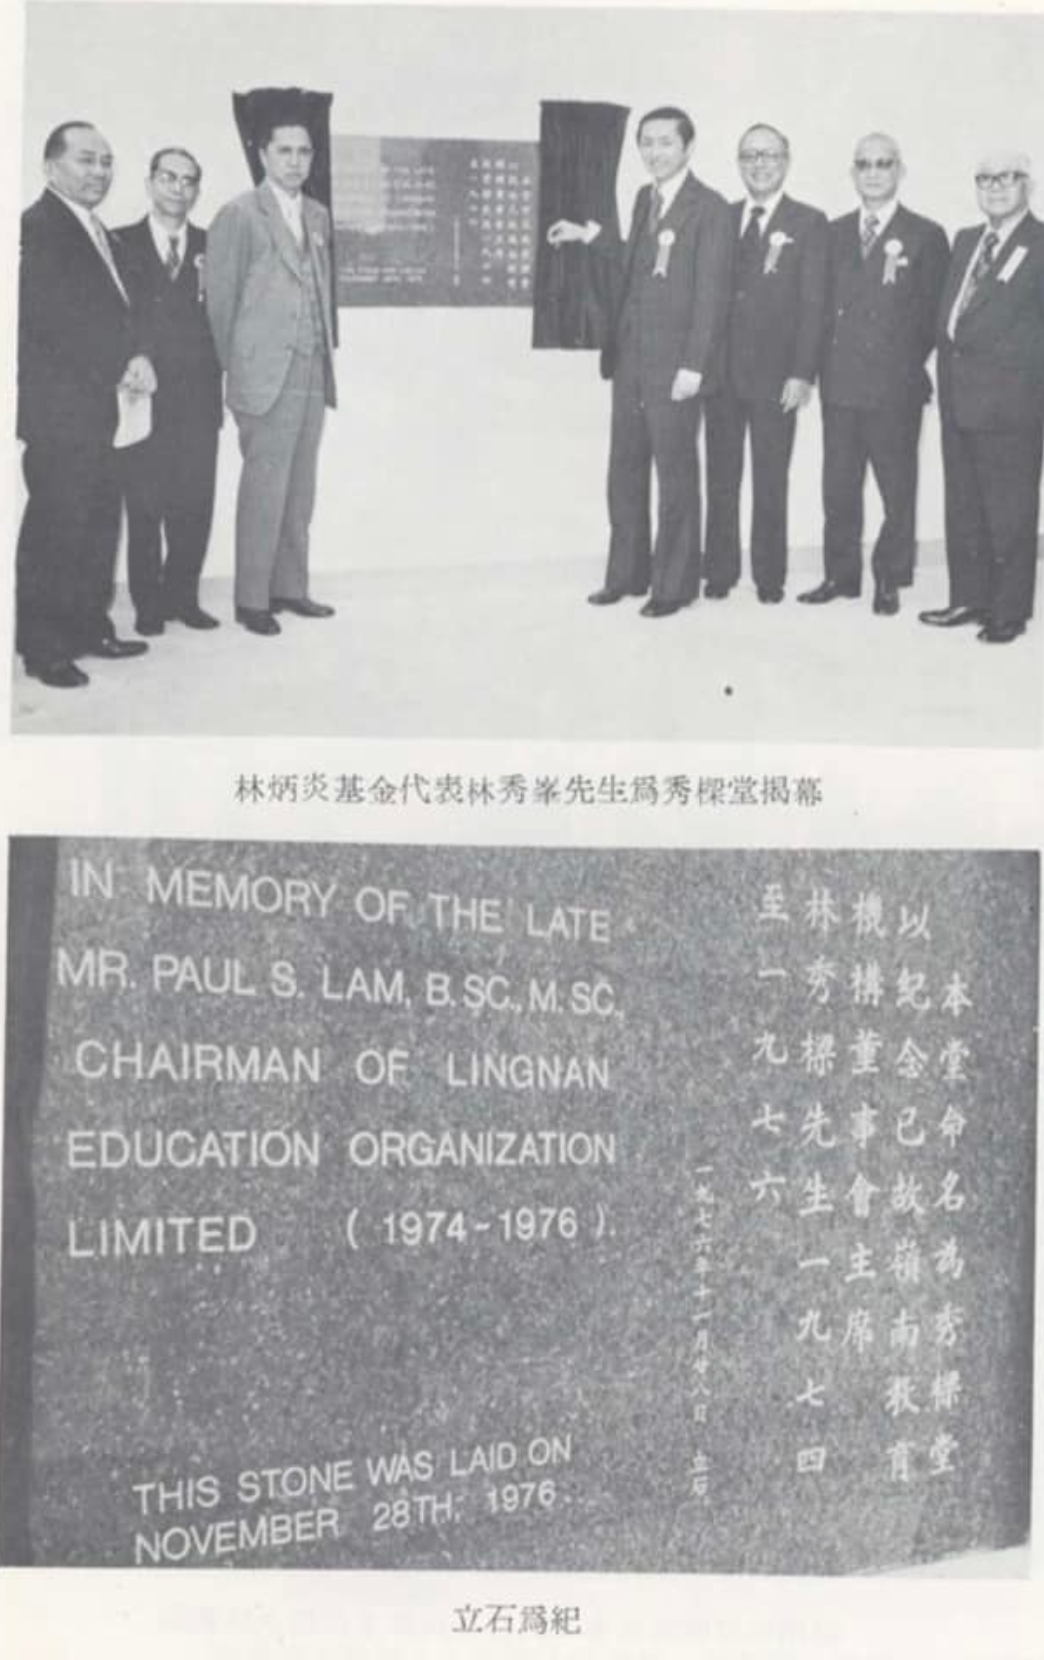 林炳炎基金代表林秀峯先生爲秀樑堂揭幕
IN MEMORY OF THE LATE
MR. PAUL S. LAM, B.SC., M.SC.,
CHAIRMAN OF LINGNAN
EDUCATION ORGANIZATION
LIMITED (1974-1976).
THIS STONE WAS LAID ON
NOVEMBER 28TH, 1976.
本堂命名為秀樑堂
以紀念已故嶺南教育
機構董事會主席
林秀樑先生一九七四
至一九七六
一九七六年十一月廿八日 立石
立石爲紀